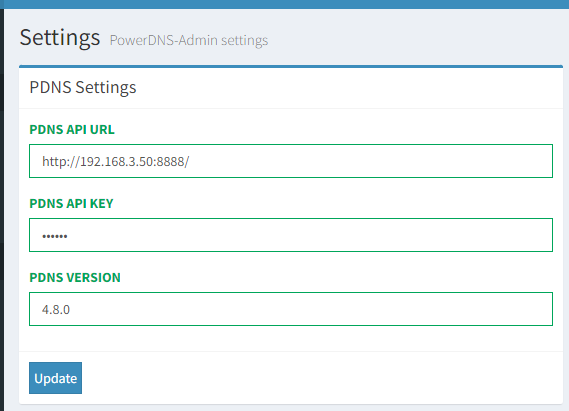 Settings PowerDNS-Admin settings
PDNS Settings
PDNS API URL
http://192.168.3.50:8888/
PDNS API KEY
••••••
PDNS VERSION
4.8.0
Update